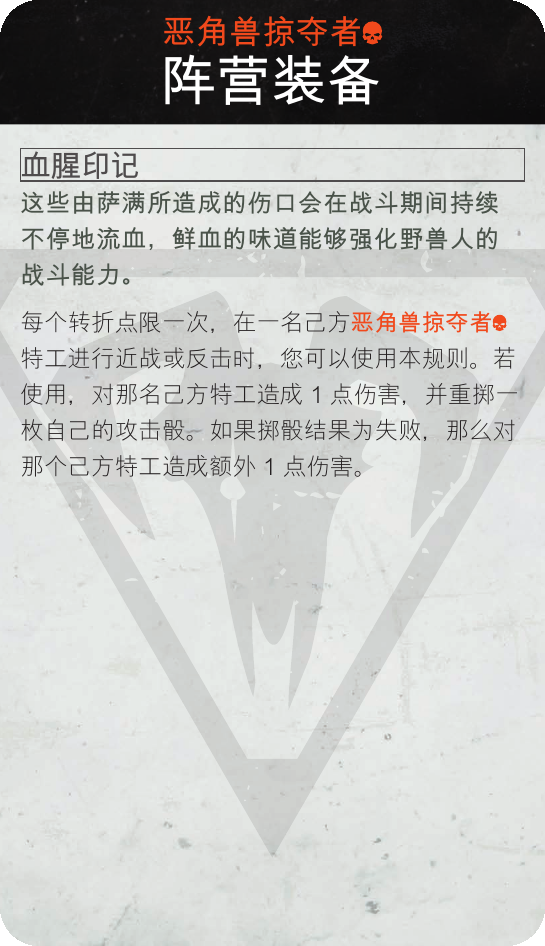 恶角兽掠夺者
阵营装备
血腥印记
这些由萨满所造成的伤口会在战斗期间持续
不停地流血，鲜血的味道能够强化野兽人的
战斗能力。
每个转折点限一次，在一名己方恶角兽掠夺者
特工进行近战或反击时，您可以使用本规则。若
使用，对那名己方特工造成 1 点伤害，并重掷一
枚自己的攻击骰。如果掷骰结果为失败，那么对
那个己方特工造成额外 1 点伤害。